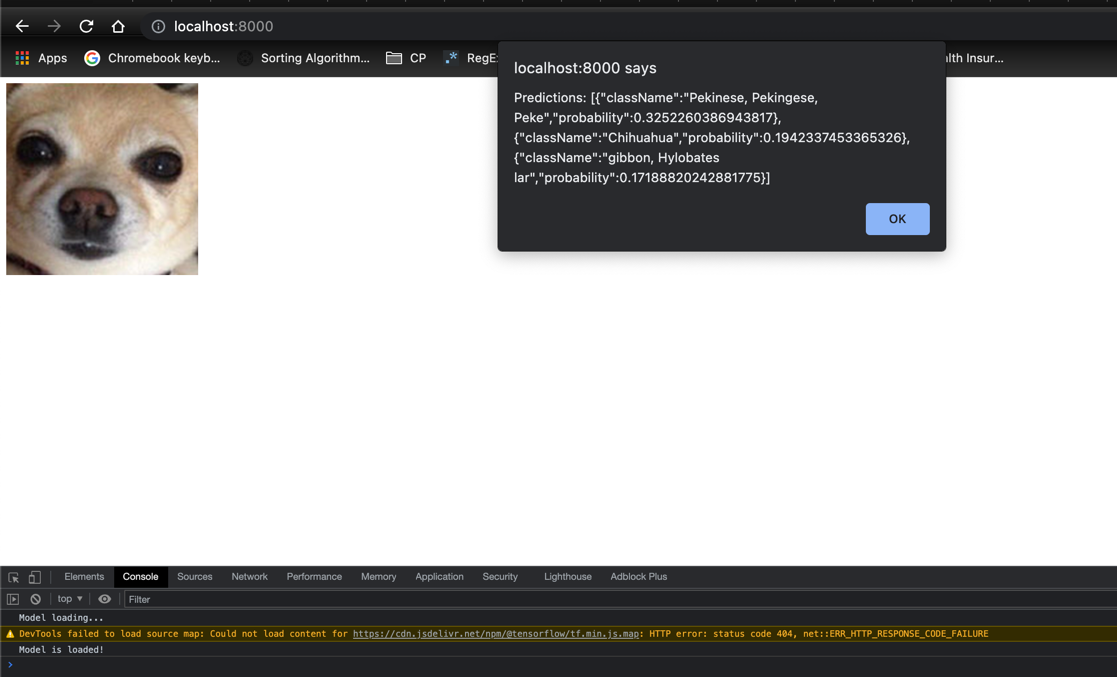 localhost:8000
Apps Chromebook keyb... Sorting Algorithm... CP RegEx
lth Insur...
localhost:8000 says
Predictions: [{"className":"Pekinese, Pekingese,
Peke","probability":0.3252260386943817},
{"className":"Chihuahua","probability":0.1942337453365326},
{"className":"gibbon, Hylobates
lar","probability":0.17188820242881775}]
OK
Elements Console Sources Network Performance Memory Application Security Lighthouse Adblock Plus
top Filter
Model loading...
DevTools failed to load source map: Could not load content for https://cdn.jsdelivr.net/npm/@tensorflow/tf.min.js.map: HTTP error: status code 404, net::ERR_HTTP_RESPONSE_CODE_FAILURE
Model is loaded!